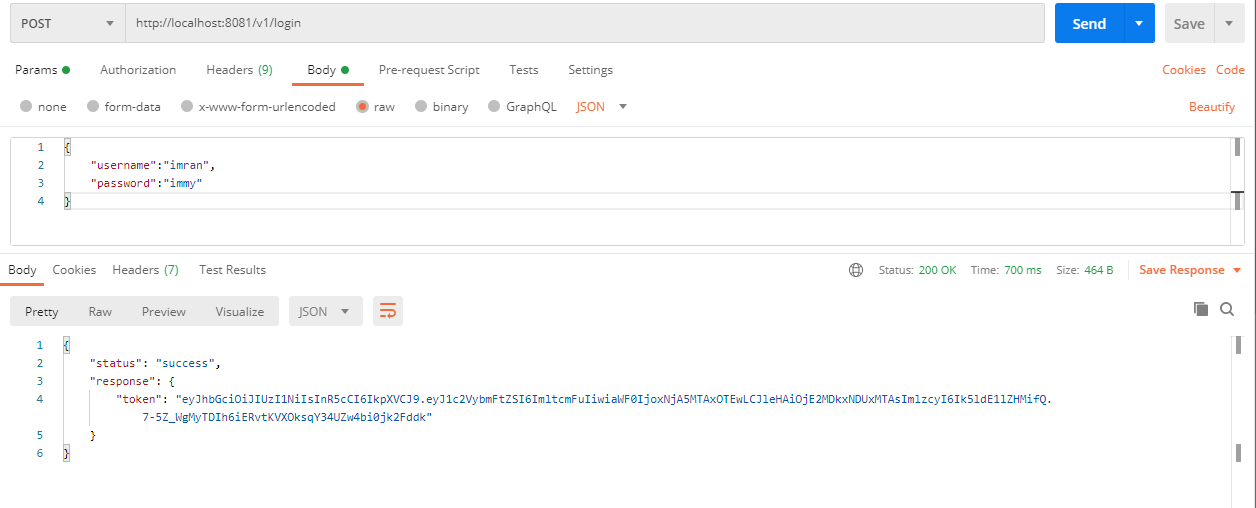 POST http://localhost:8081/v1/login Send Save
Params Authorization Headers (9) Body Pre-request Script Tests Settings Cookies Code
none form-data x-www-form-urlencoded raw binary GraphQL JSON Beautify
1 {
2 "username":"imran",
3 "password":"immy"
4 }
Body Cookies Headers (7) Test Results Status: 200 OK Time: 700 ms Size: 464 B Save Response
Pretty Raw Preview Visualize JSON
1 {
2 "status": "success",
3 "response": {
4 "token": "eyJhbGciOiJIUzI1NiIsInR5cCI6IkpXVCJ9.eyJ1c2VybmFtZSI6ImltcmFuIiwiaWF0IjoxNjA5MTAxOTEwLCJleHAiOjE2MDkxNDUxMTAsImlzcyI6Ik5ldE1lZHMifQ.
7-5Z_WgMyTDIh6iERvtKVXOksqY34UZw4bi0jk2Fddk"
5 }
6 }